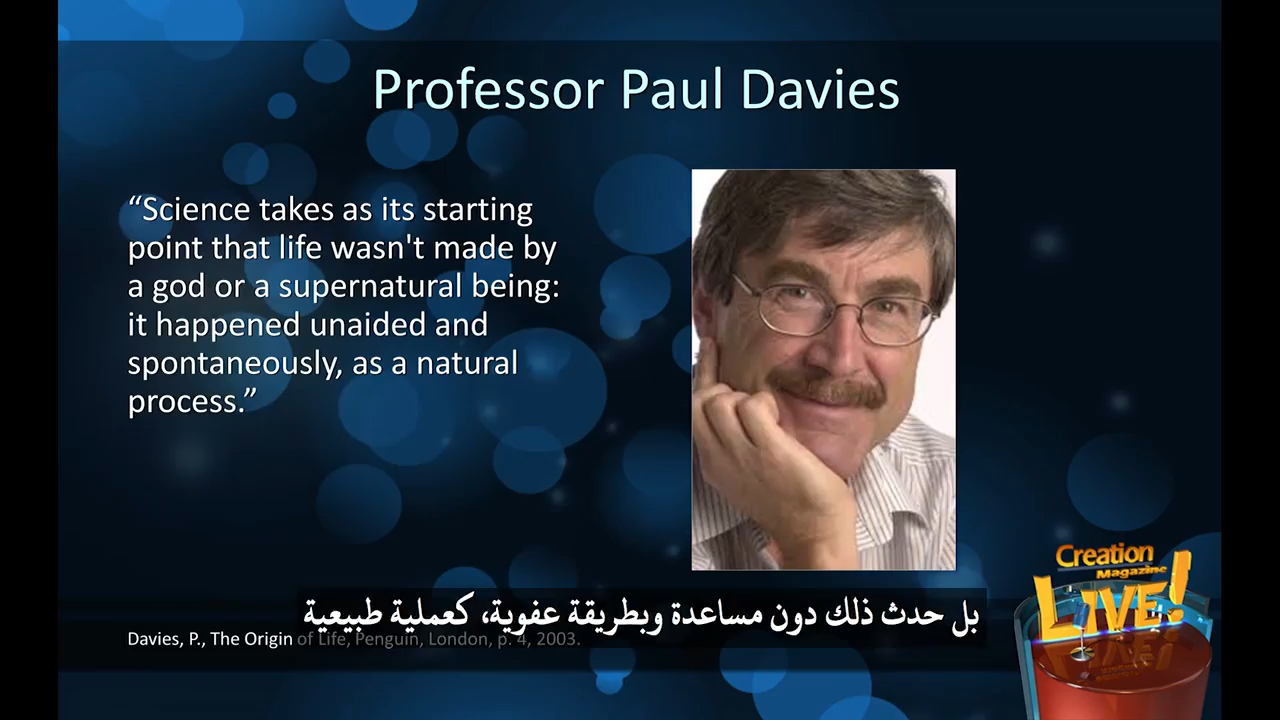 Professor Paul Davies
“Science takes as its starting
point that life wasn't made by
a god or a supernatural being:
it happened unaided and
spontaneously, as a natural
process.”
بل حدث ذلك دون مساعدة وبطريقة عفوية، كعملية طبيعية
Davies, P., The Origin of Life, Penguin, London, p. 4, 2003.
Creation
Magazine
LIVE!